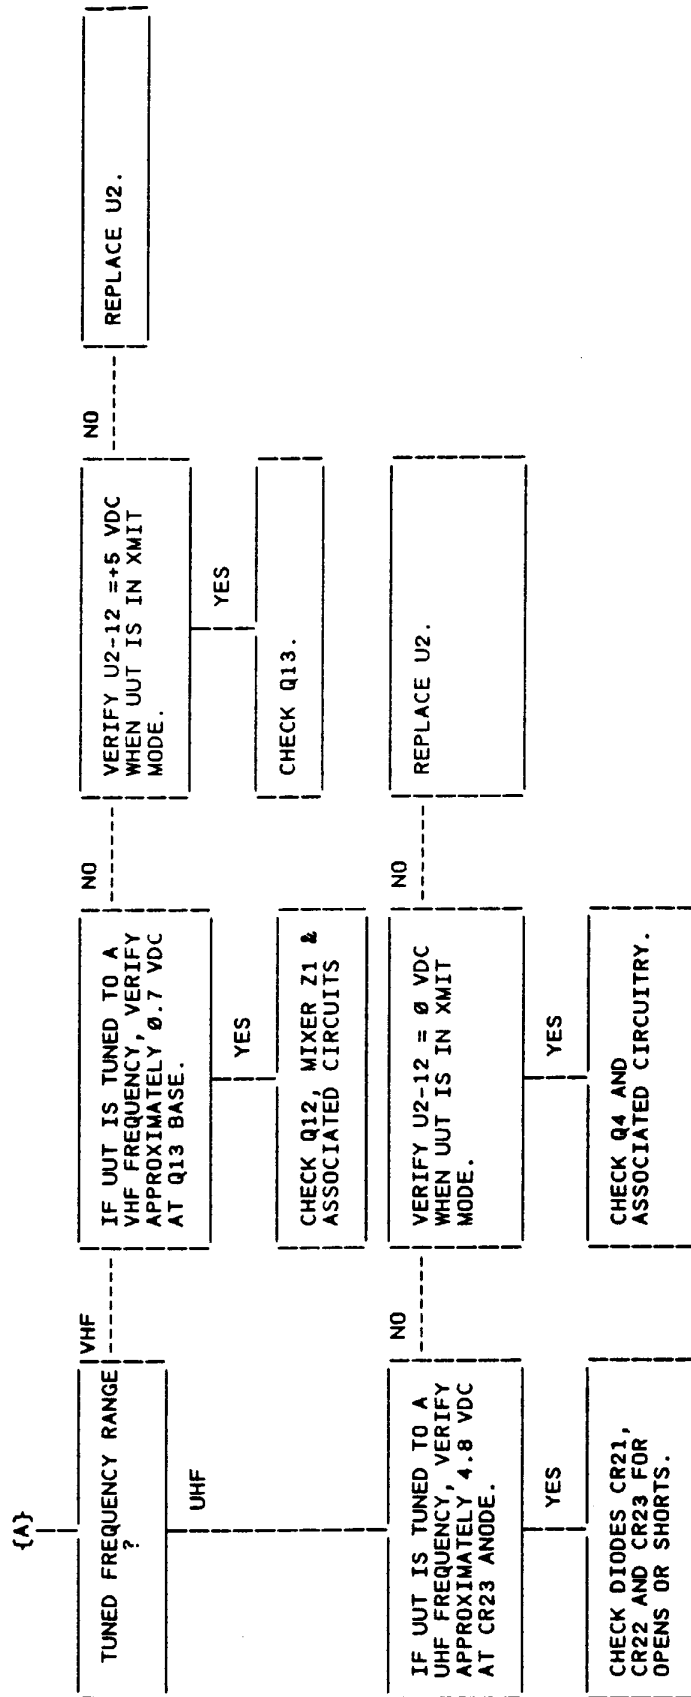 {A}
TUNED FREQUENCY RANGE
?
VHF
IF UUT IS TUNED TO A
VHF FREQUENCY, VERIFY
APPROXIMATELY 0.7 VDC
AT Q13 BASE.
NO
VERIFY U2-12 =+5 VDC
WHEN UUT IS IN XMIT
MODE.
NO
REPLACE U2.
YES
CHECK Q12, MIXER Z1 &
ASSOCIATED CIRCUITS
YES
CHECK Q13.
UHF
IF UUT IS TUNED TO A
UHF FREQUENCY, VERIFY
APPROXIMATELY 4.8 VDC
AT CR23 ANODE.
NO
VERIFY U2-12 = 0 VDC
WHEN UUT IS IN XMIT
MODE.
NO
REPLACE U2.
YES
CHECK DIODES CR21,
CR22 AND CR23 FOR
OPENS OR SHORTS.
YES
CHECK Q4 AND
ASSOCIATED CIRCUITRY.